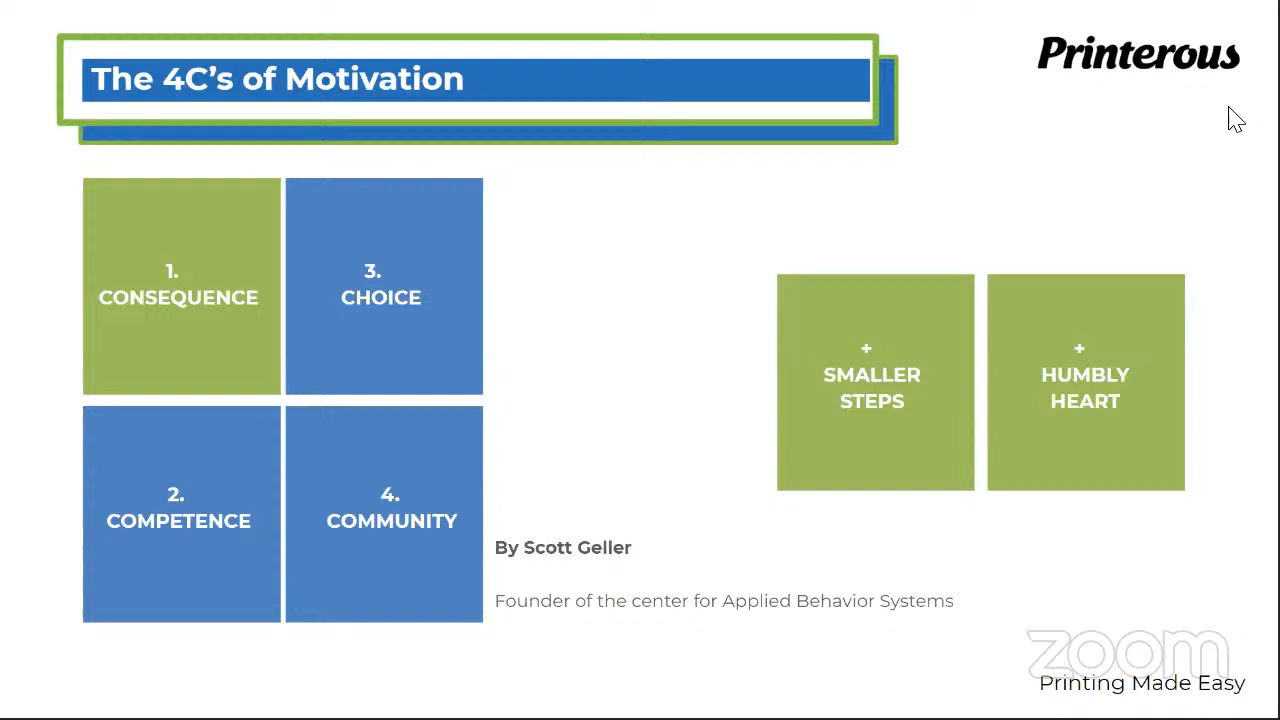 The 4C’s of Motivation
Printerous
1.
CONSEQUENCE
3.
CHOICE
2.
COMPETENCE
4.
COMMUNITY
+
SMALLER
STEPS
+
HUMBLY
HEART
By Scott Geller
Founder of the center for Applied Behavior Systems
zoom
Printing Made Easy